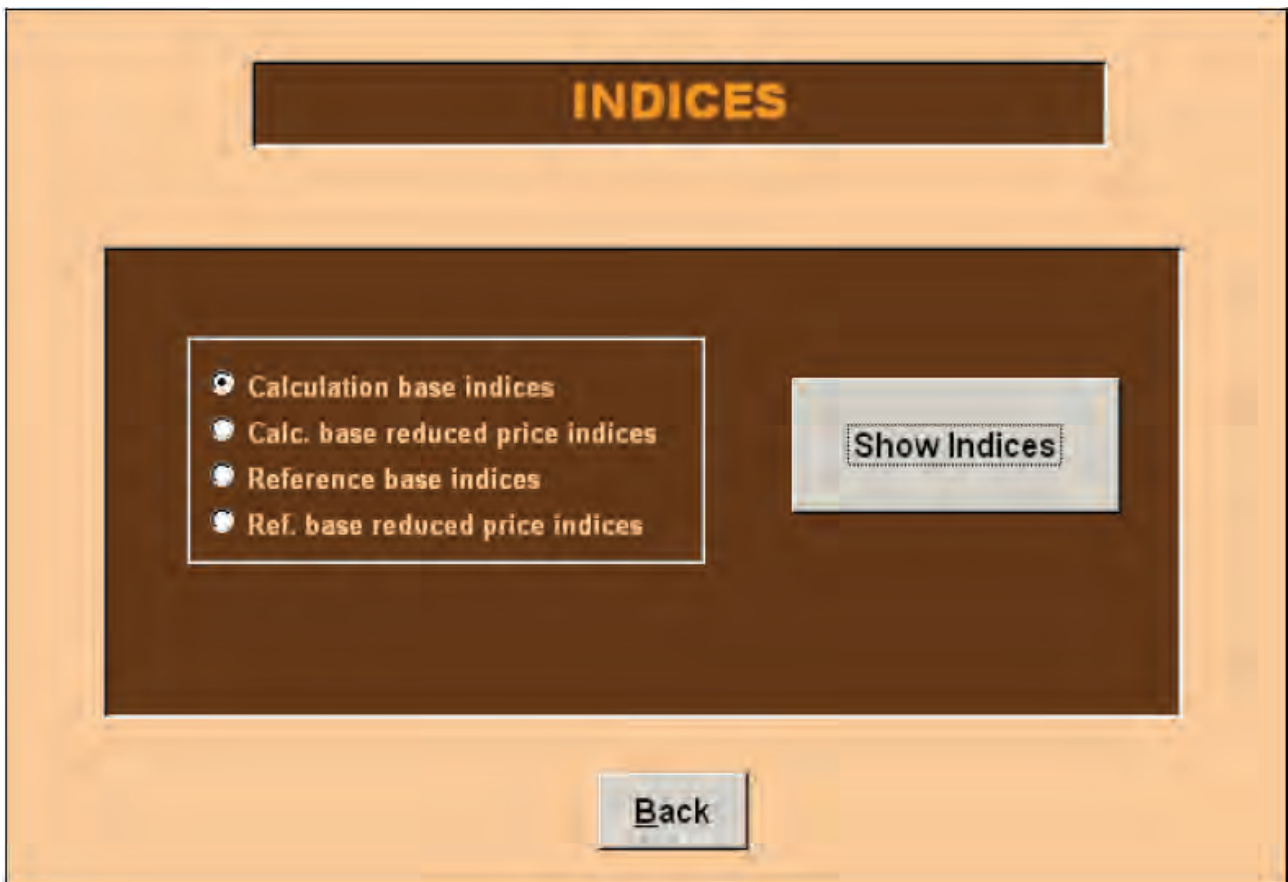 INDICES
Calculation base indices
Calc. base reduced price indices
Reference base indices
Ref. base reduced price indices
Show Indices
Back